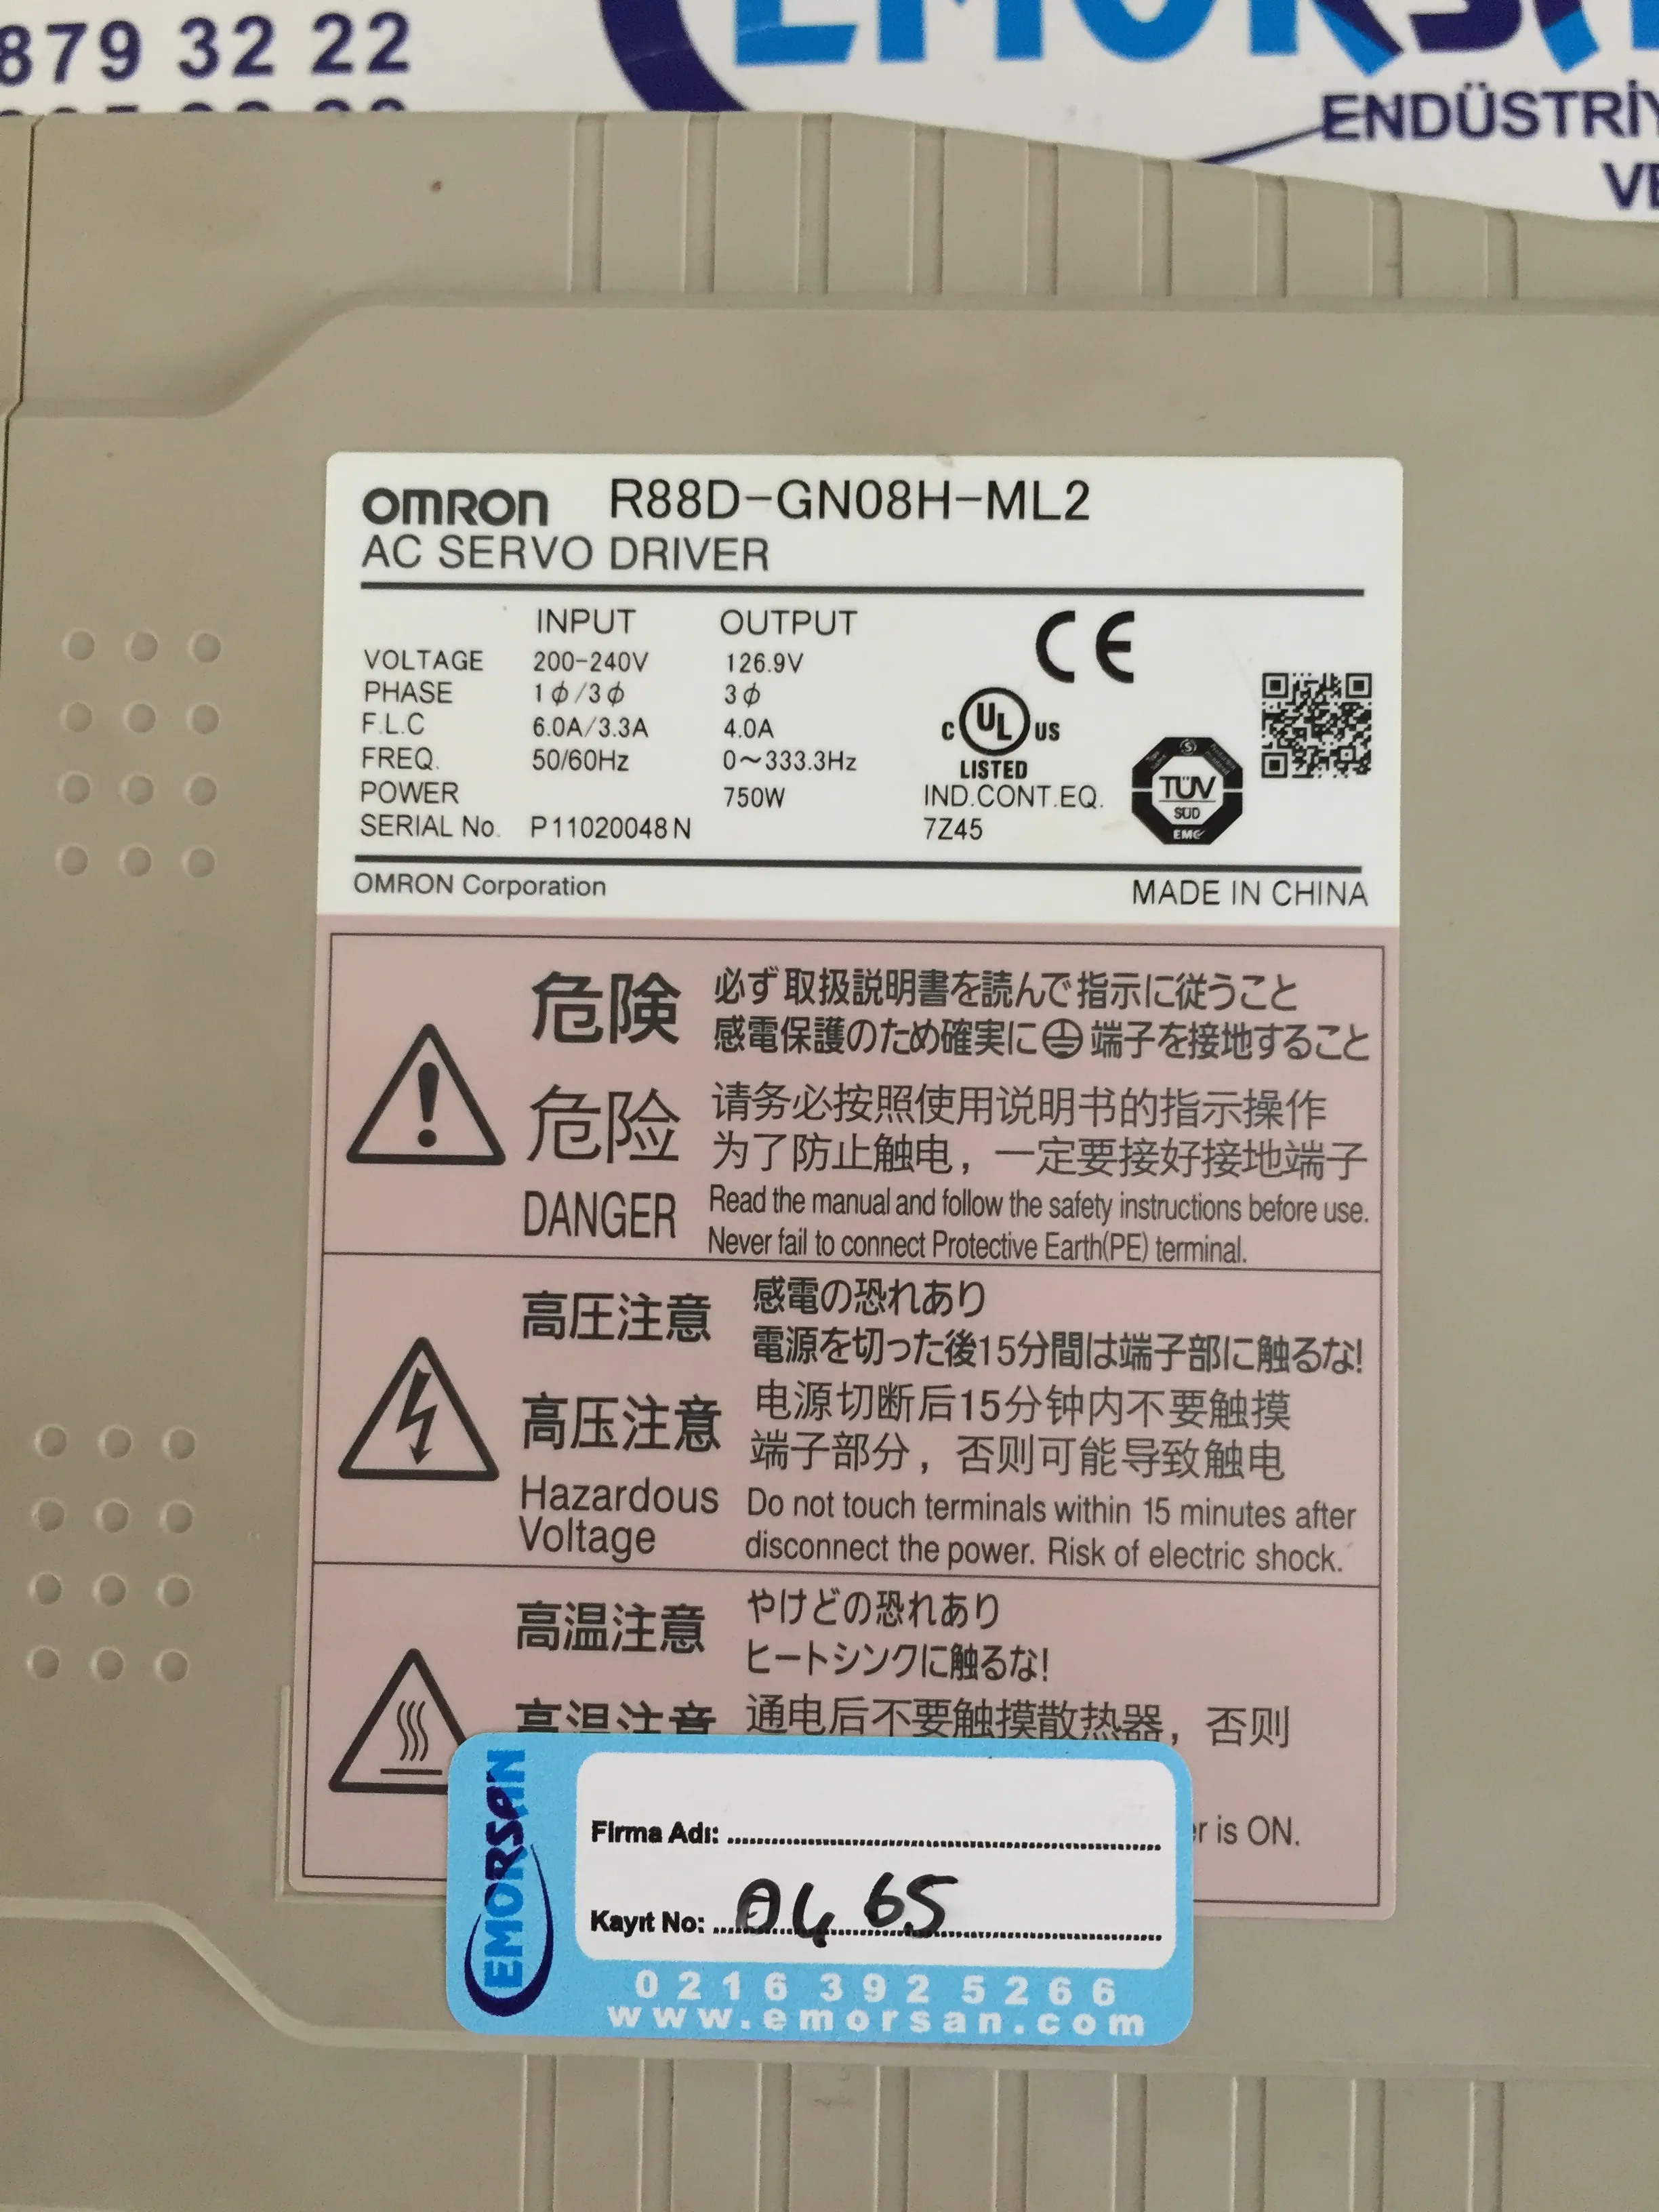 879 32 22
EMORSAN
ENDÜSTRİY
VE
OMRON R88D-GN08H-ML2
AC SERVO DRIVER
INPUT OUTPUT
VOLTAGE 200-240V 126.9V
PHASE 1ϕ/3ϕ 3ϕ
F.L.C 6.0A/3.3A 4.0A
FREQ. 50/60Hz 0～333.3Hz
POWER 750W
SERIAL No. P11020048N
CE
C UL US
LISTED
IND.CONT.EQ.
7Z45
TÜV
SÜD
EMC
OMRON Corporation MADE IN CHINA
危険 必ず取扱説明書を読んで指示に従うこと
感電保護のため確実に⏚端子を接地すること
危险 请务必按照使用说明书的指示操作
为了防止触电，一定要接好接地端子
DANGER Read the manual and follow the safety instructions before use.
Never fail to connect Protective Earth(PE) terminal.
高圧注意 感電の恐れあり
電源を切った後15分間は端子部に触るな!
高压注意 电源切断后15分钟内不要触摸
端子部分，否则可能导致触电
Hazardous Voltage Do not touch terminals within 15 minutes after
disconnect the power. Risk of electric shock.
高温注意 やけどの恐れあり
ヒートシンクに触るな!
高温注意 通电后不要触摸散热器，否则
r is ON.
EMORSAN
Firma Adı:
Kayıt No: 0465
0216 392 5266
www.emorsan.com